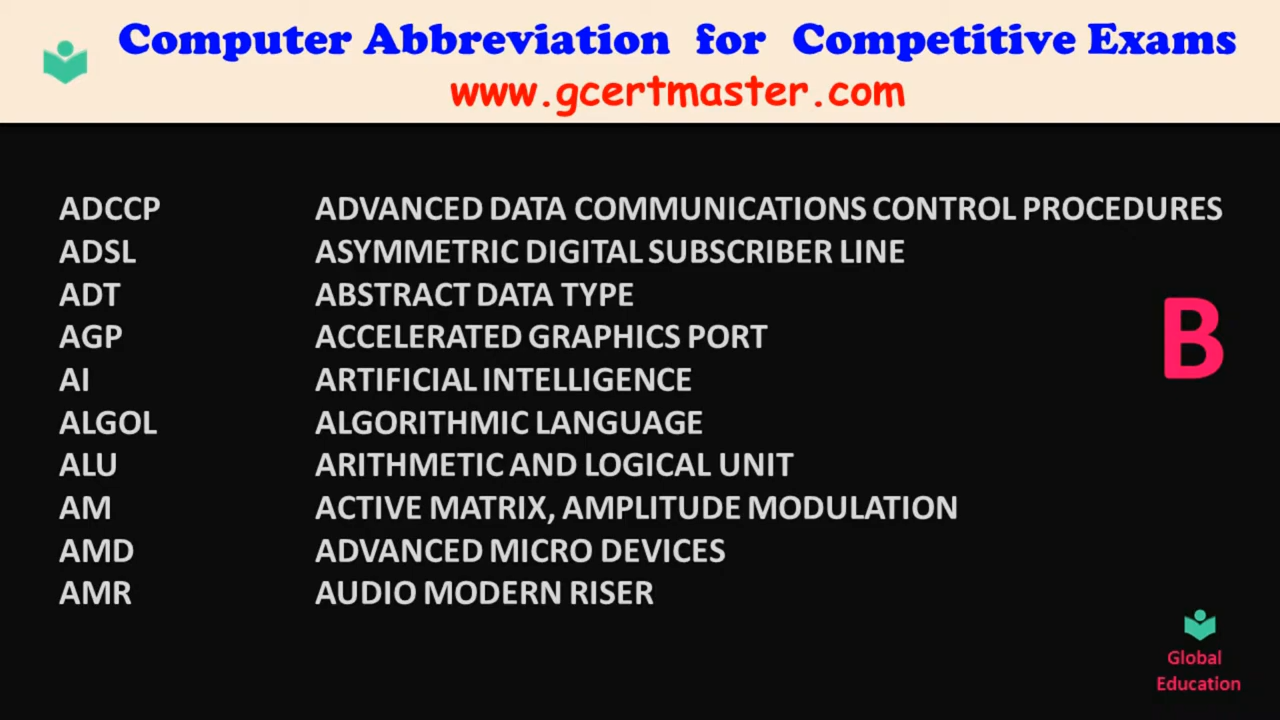 Computer Abbreviation for Competitive Exams
www.gcertmaster.com
ADCCP ADVANCED DATA COMMUNICATIONS CONTROL PROCEDURES
ADSL ASYMMETRIC DIGITAL SUBSCRIBER LINE
ADT ABSTRACT DATA TYPE
AGP ACCELERATED GRAPHICS PORT
AI ARTIFICIAL INTELLIGENCE
ALGOL ALGORITHMIC LANGUAGE
ALU ARITHMETIC AND LOGICAL UNIT
AM ACTIVE MATRIX, AMPLITUDE MODULATION
AMD ADVANCED MICRO DEVICES
AMR AUDIO MODERN RISER
B
Global
Education